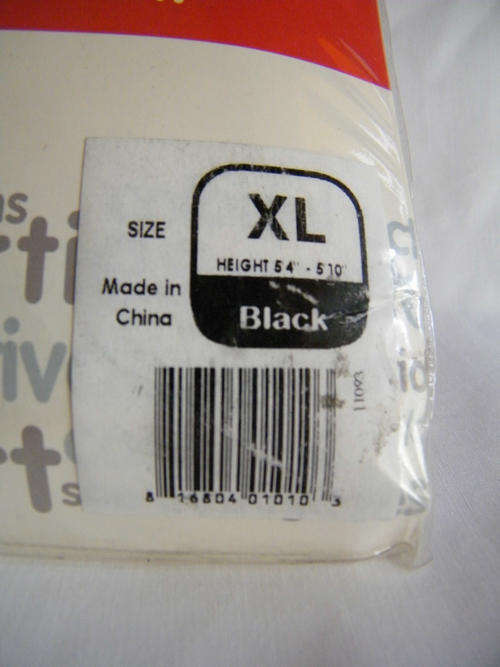 SIZE
XL
HEIGHT 5'4" - 5'10"
Made in
China
Black
11093
8 16804 01010 3